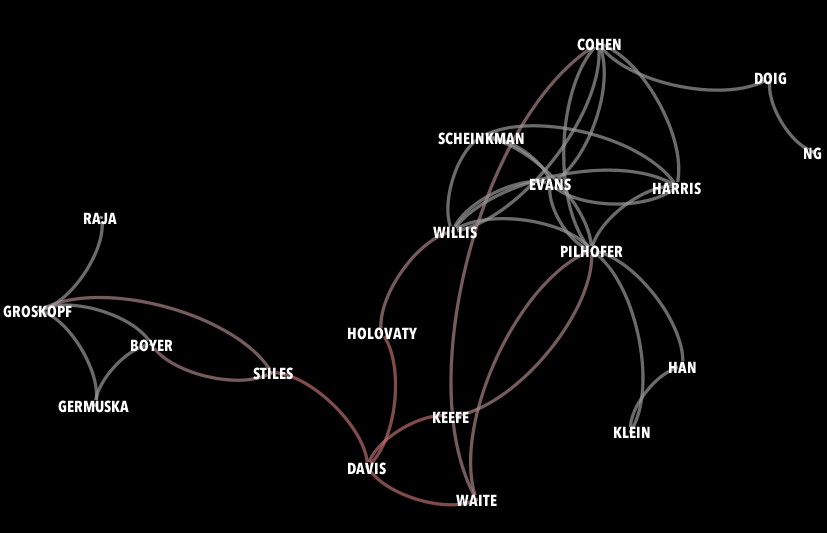 COHEN
DOIG
SCHEINKMAN
NG
EVANS
HARRIS
RAJA
WILLIS
PILHOFER
GROSKOPF
HOLOVATY
BOYER
HAN
STILES
GERMUSKA
KEEFE
KLEIN
DAVIS
WAITE